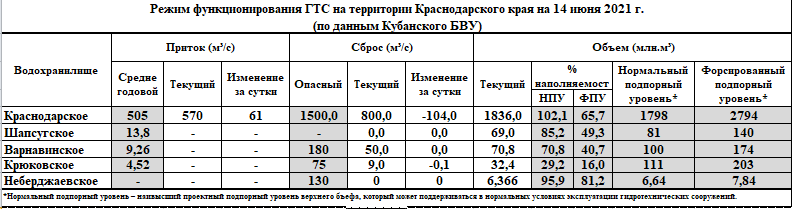 Режим функционирования ГТС на территории Краснодарского края на 14 июня 2021 г.
(по данным Кубанского БВУ)
Водохранилище Приток (м³/с) Сброс (м³/с) Объем (млн.м³)
Средне годовой Текущий Изменение за сутки Опасный Текущий Изменение за сутки Текущий % наполняемост НПУ ФПУ Нормальный подпорный уровень* Форсированный подпорный уровень*
Краснодарское 505 570 61 1500,0 800,0 -104,0 1836,0 102,1 65,7 1798 2794
Шапсугское 13,8 - - - 0,0 0,0 69,0 85,2 49,3 81 140
Варнавинское 9,26 - - 180 50,0 0,0 70,8 70,8 40,7 100 174
Крюковское 4,52 - - 75 9,0 -0,1 32,4 29,2 16,0 111 203
Неберджаевское - - - 130 0 0 6,366 95,9 81,2 6,64 7,84
*Нормальный подпорный уровень – наивысший проектный подпорный уровень верхнего бьефа, который может поддерживаться в нормальных условиях эксплуатации гидротехнических сооружений.